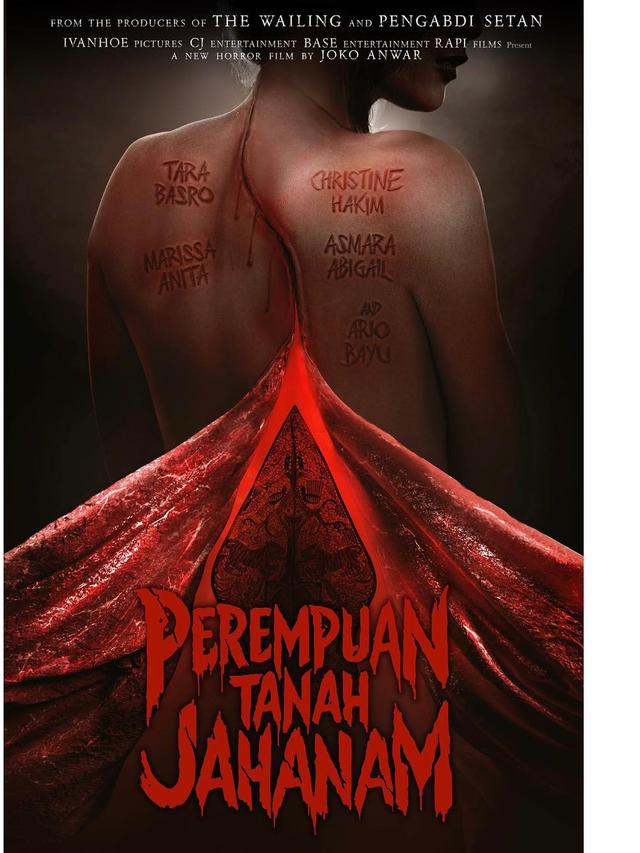 FROM THE PRODUCERS OF THE WAILING AND PENGABDI SETAN
IVANHOE PICTURES CJ ENTERTAINMENT BASE ENTERTAINMENT RAPI FILMS Present
A NEW HORROR FILM BY JOKO ANWAR
TARA
BASRO
CHRISTINE
HAKIM
MARISSA
ANITA
ASMARA
ABIGAIL
AND
ARIO
BAYU
PEREMPUAN
TANAH
JAHANAM